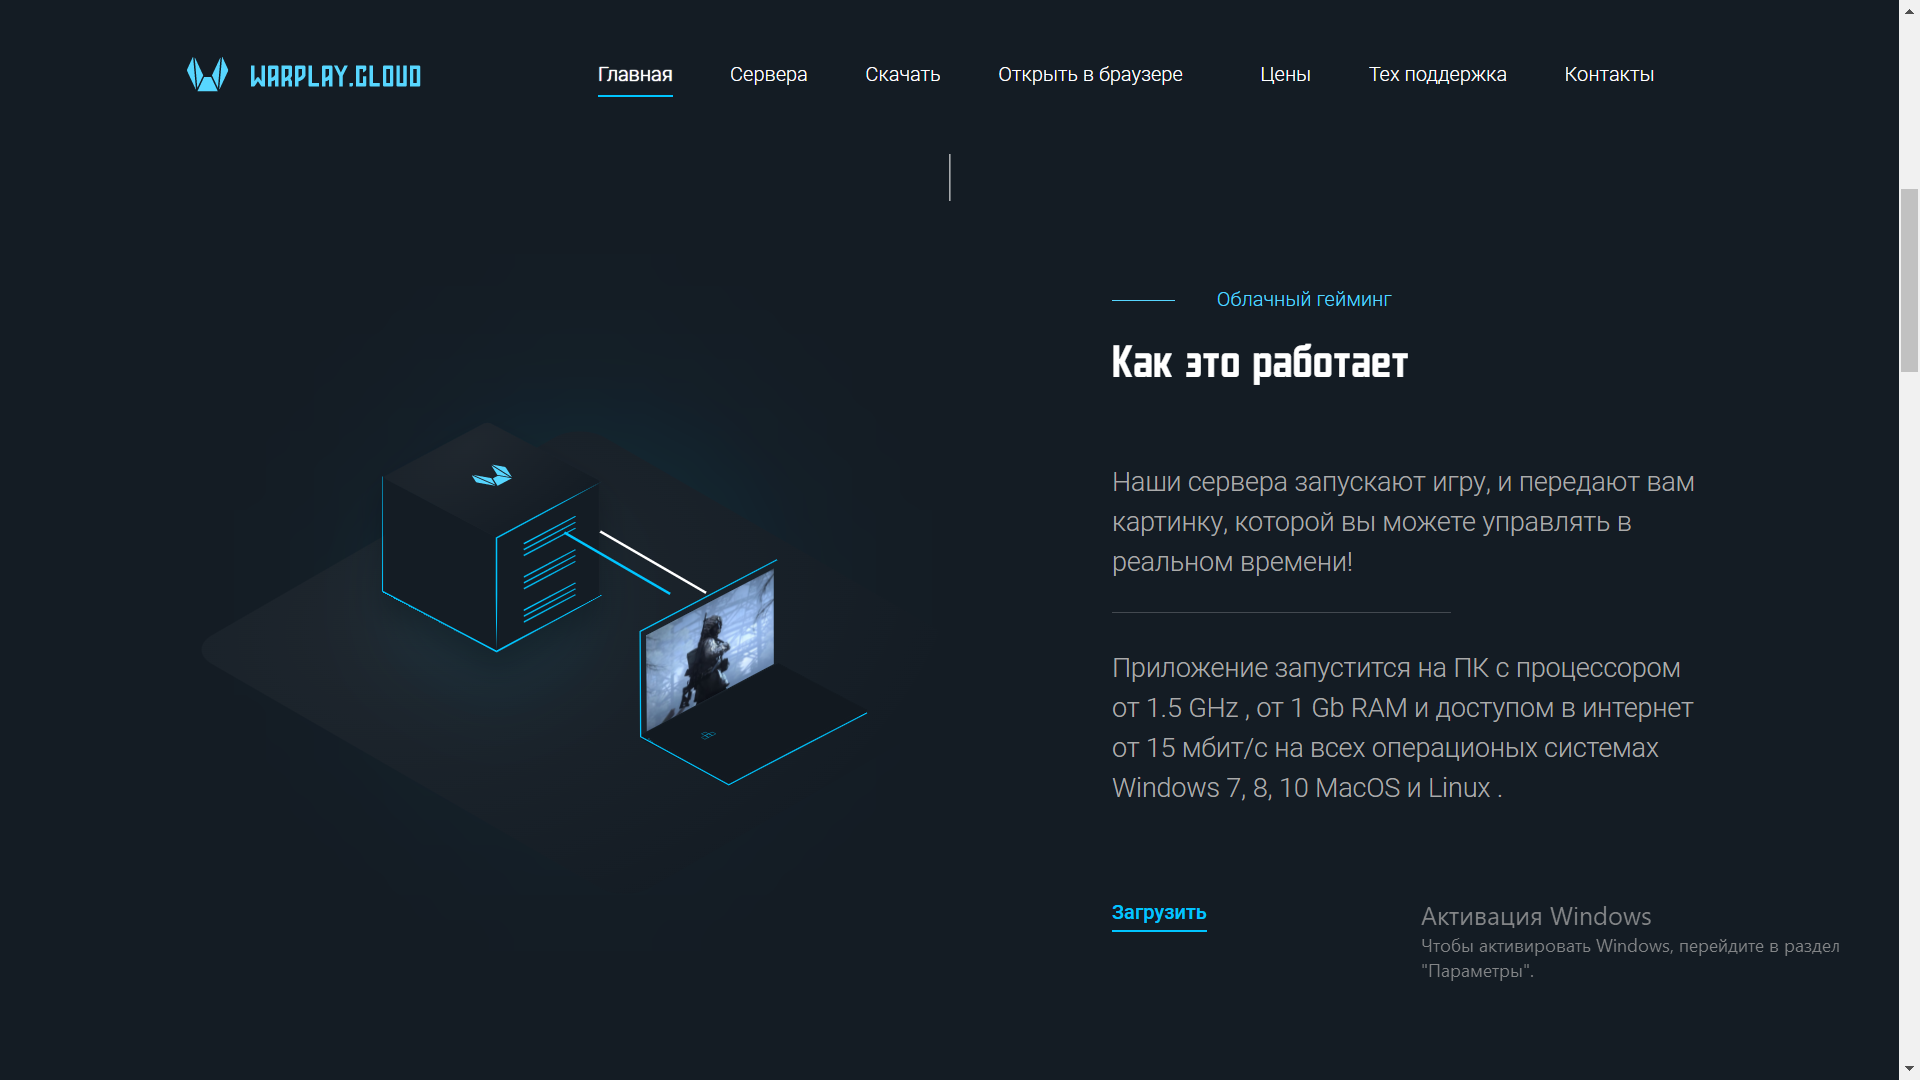 WARPLAY.CLOUD
Главная Сервера Скачать Открыть в браузере Цены Тех поддержка Контакты
Облачный гейминг
Как это работает
Наши сервера запускают игру, и передают вам
картинку, которой вы можете управлять в
реальном времени!
Приложение запустится на ПК с процессором
от 1.5 GHz , от 1 Gb RAM и доступом в интернет
от 15 мбит/с на всех операционых системах
Windows 7, 8, 10 MacOS и Linux .
Загрузить
Активация Windows
Чтобы активировать Windows, перейдите в раздел
"Параметры".